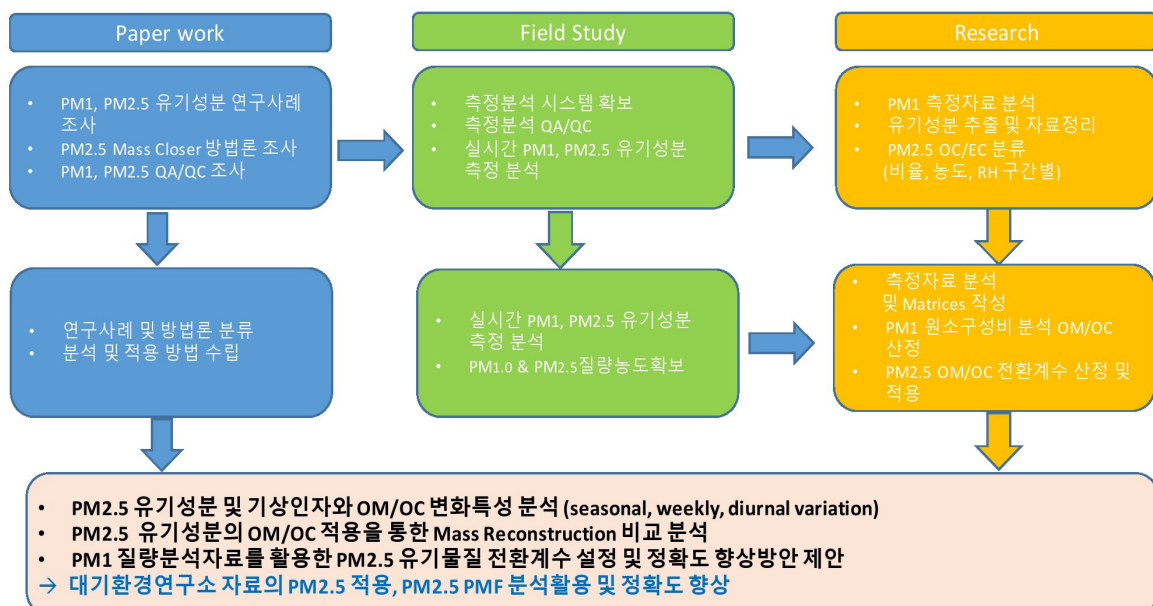 Paper work
• PM1, PM2.5 유기성분 연구사례
조사
• PM2.5 Mass Closer 방법론 조사
• PM1, PM2.5 QA/QC 조사
• 연구사례 및 방법론 분류
• 분석 및 적용 방법 수립
Field Study
• 측정분석 시스템 확보
• 측정분석 QA/QC
• 실시간 PM1, PM2.5 유기성분
측정 분석
• 실시간 PM1, PM2.5 유기성분
측정 분석
• PM1.0 & PM2.5질량농도확보
Research
• PM1 측정자료 분석
• 유기성분 추출 및 자료정리
• PM2.5 OC/EC 분류
(비율, 농도, RH 구간별)
• 측정자료 분석
및 Matrices 작성
• PM1 원소구성비 분석 OM/OC
산정
• PM2.5 OM/OC 전환계수 산정 및
적용
• PM2.5 유기성분 및 기상인자와 OM/OC 변화특성 분석 (seasonal, weekly, diurnal variation)
• PM2.5 유기성분의 OM/OC 적용을 통한 Mass Reconstruction 비교 분석
• PM1 질량분석자료를 활용한 PM2.5 유기물질 전환계수 설정 및 정확도 향상방안 제안
→ 대기환경연구소 자료의 PM2.5 적용, PM2.5 PMF 분석활용 및 정확도 향상